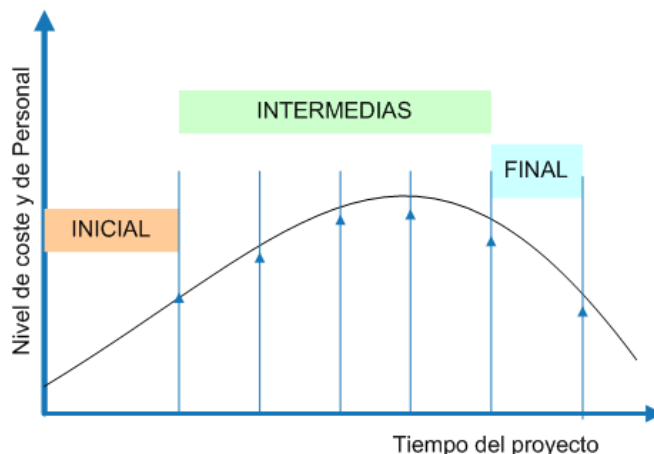 Nivel de coste y de Personal
INTERMEDIAS
FINAL
INICIAL
Tiempo del proyecto